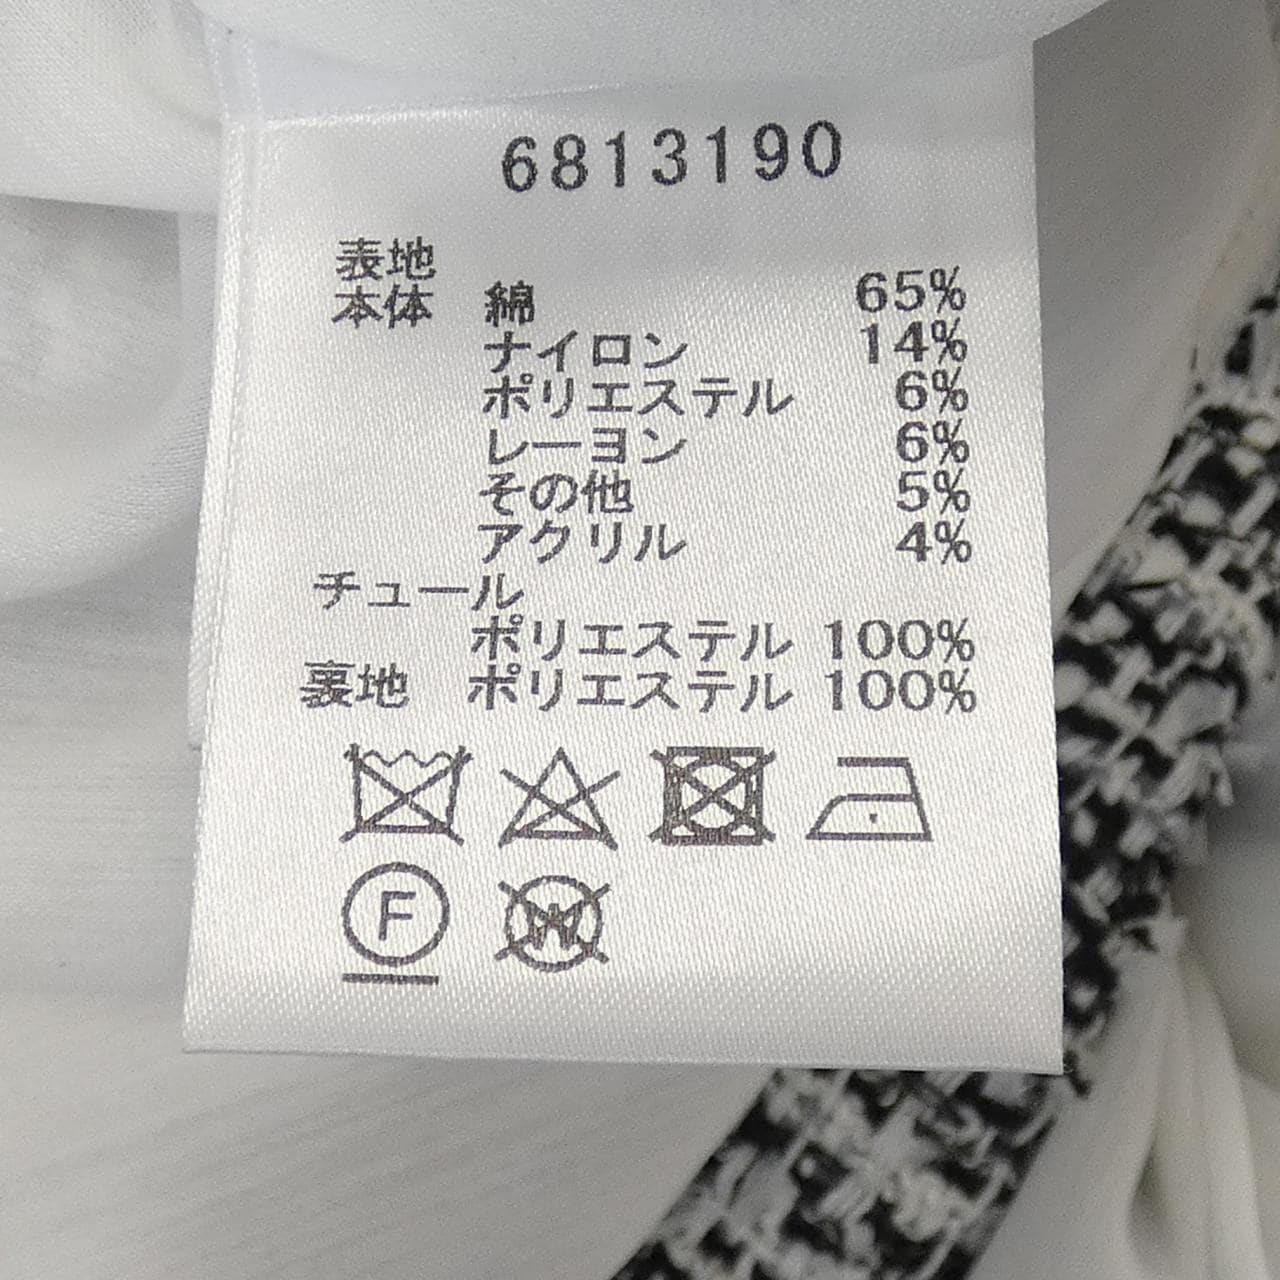 6813190
表地
本体 綿 65%
ナイロン 14%
ポリエステル 6%
レーヨン 6%
その他 5%
アクリル 4%
チュール
ポリエステル 100%
裏地 ポリエステル 100%
F W